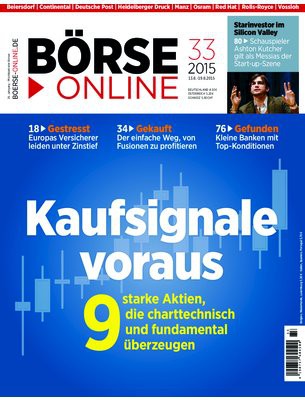 Beiersdorf | Continental | Deutsche Post | Heidelberger Druck | Manz | Osram | Red Hat | Rolls-Royce | Vossloh
BOERSE-ONLINE.DE
BÖRSE
ONLINE
33
2015
Starinvestor im
Silicon Valley
80 ▶ Schauspieler
Ashton Kutcher
gilt als Messias der
Start-up-Szene
18 ▶ Gestresst
Europas Versicherer
leiden unter Zinstief
34 ▶ Gekauft
Der einfache Weg, von
Fusionen zu profitieren
76 ▶ Gefunden
Kleine Banken mit
Top-Konditionen
Kaufsignale
voraus
9 starke Aktien,
die charttechnisch
und fundamental
überzeugen